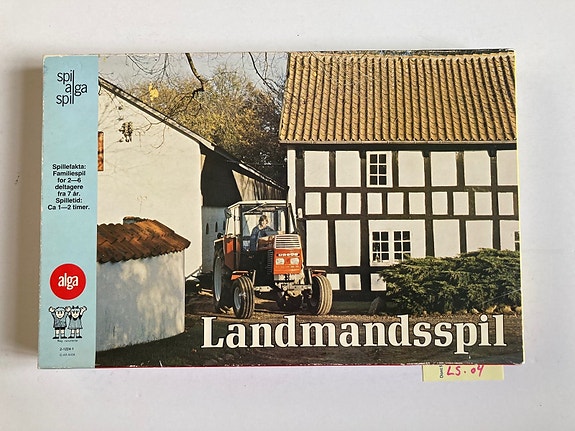 spil
alga
spil
Spillefakta:
Familiespil
for 2—6
deltagere
fra 7 år.
Spilletid:
Ca 1—2 timer.
alga
Landmandsspil
LS.04